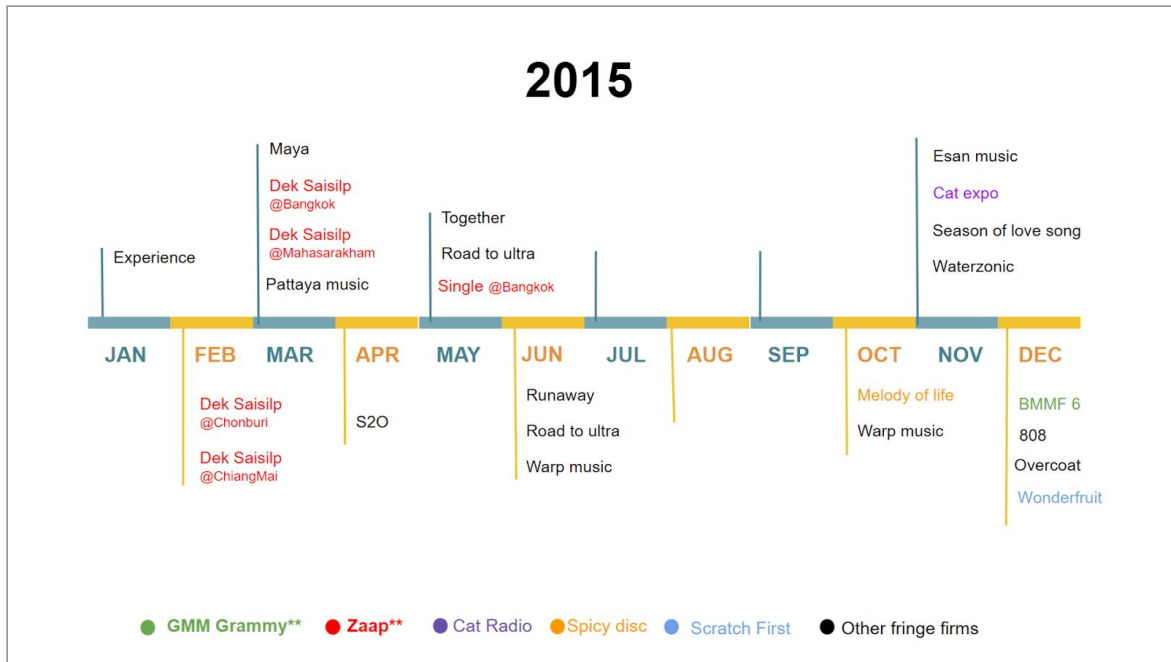 2015
Maya
Dek Saisilp
@Bangkok
Dek Saisilp
@Mahasarakham
Pattaya music
Experience
Together
Road to ultra
Single @Bangkok
Esan music
Cat expo
Season of love song
Waterzonic
JAN FEB MAR APR MAY JUN JUL AUG SEP OCT NOV DEC
Dek Saisilp
@Chonburi
Dek Saisilp
@ChiangMai
S2O
Runaway
Road to ultra
Warp music
Melody of life
Warp music
BMMF 6
808
Overcoat
Wonderfruit
GMM Grammy** Zaap** Cat Radio Spicy disc Scratch First Other fringe firms